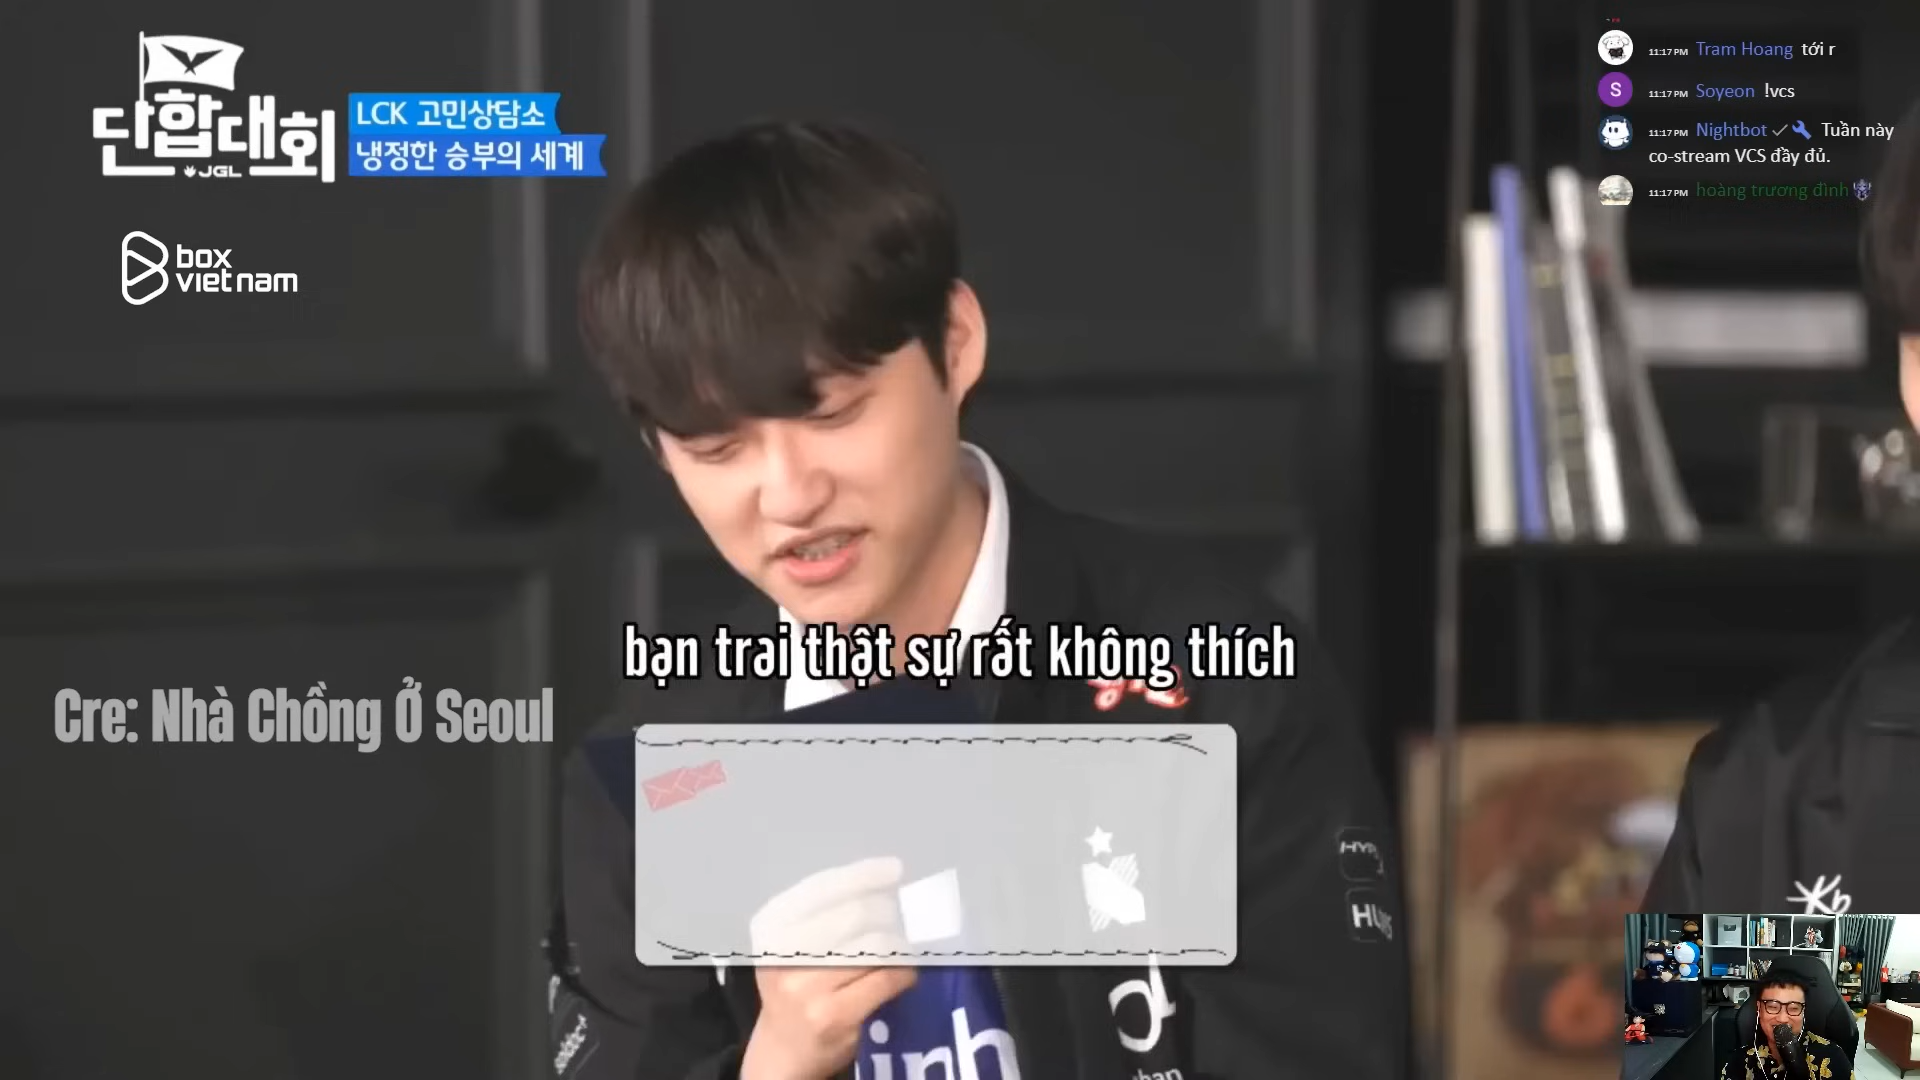 단합대회
JGL
LCK 고민상담소
냉정한 승부의 세계
box
vietnam
11:17 PM Tram Hoang tới r
S
11:17 PM Soyeon !vcs
11:17 PM Nightbot Tuần này
co-stream VCS đầy đủ.
11:17 PM hoàng trương đình
bạn trai thật sự rất không thích
Cre: Nhà Chồng Ở Seoul